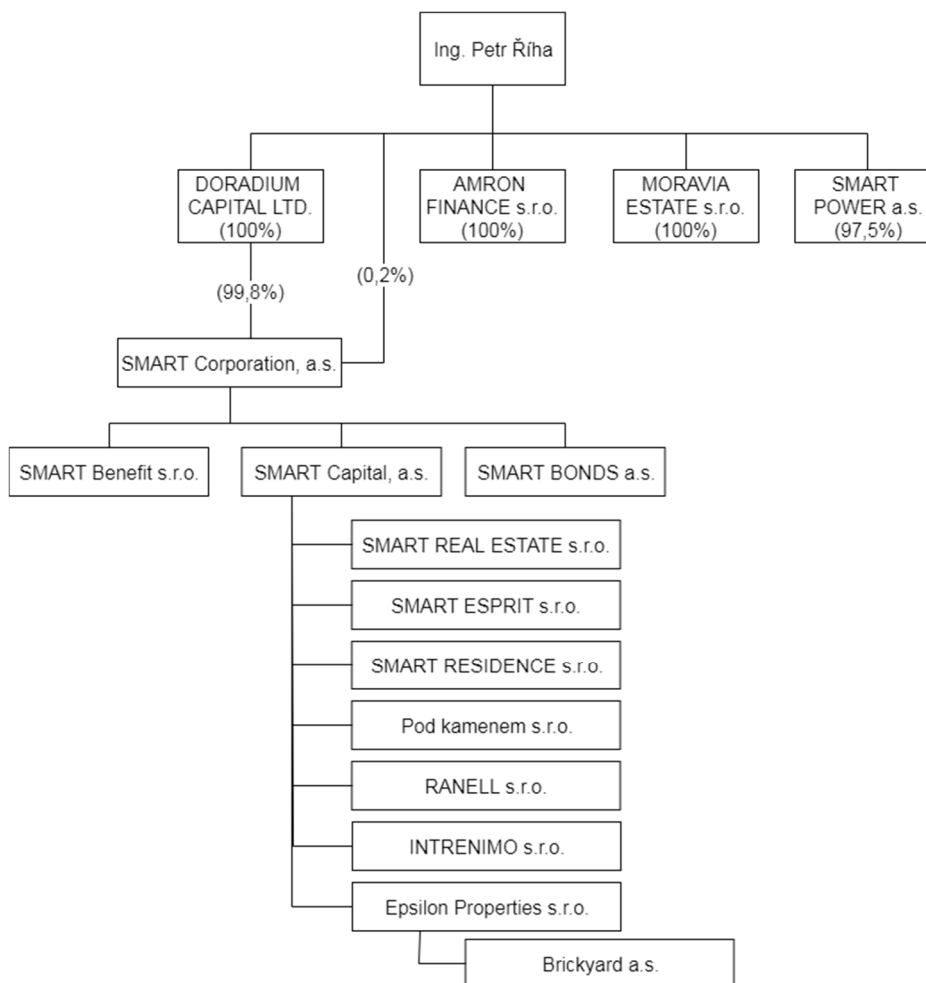 Ing. Petr Říha
DORADIUM
CAPITAL LTD.
(100%)
AMRON
FINANCE s.r.o.
(100%)
MORAVIA
ESTATE s.r.o.
(100%)
SMART
POWER a.s.
(97,5%)
(99,8%)
(0,2%)
SMART Corporation, a.s.
SMART Benefit s.r.o.
SMART Capital, a.s.
SMART BONDS a.s.
SMART REAL ESTATE s.r.o.
SMART ESPRIT s.r.o.
SMART RESIDENCE s.r.o.
Pod kamenem s.r.o.
RANELL s.r.o.
INTRENIMO s.r.o.
Epsilon Properties s.r.o.
Brickyard a.s.